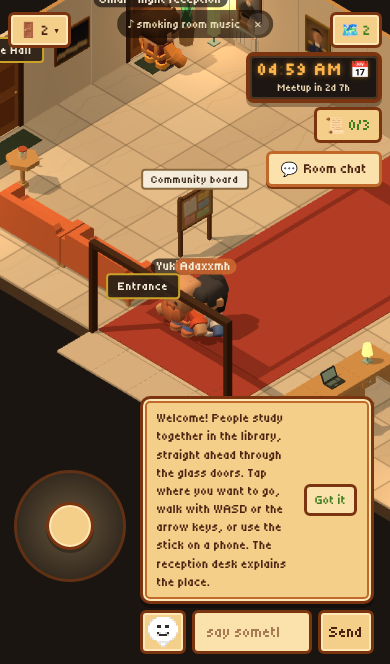 night reception
♪ smoking room music ×
2 ▾
2
e Hall
04:59 AM
Meetup in 2d 7h
0/3
Room chat
Community board
Yuk Adaxxmh
Entrance
Welcome! People study
together in the library,
straight ahead through
the glass doors. Tap
where you want to go,
walk with WASD or the
arrow keys, or use the
stick on a phone. The
reception desk explains
the place.
Got it
say someti
Send